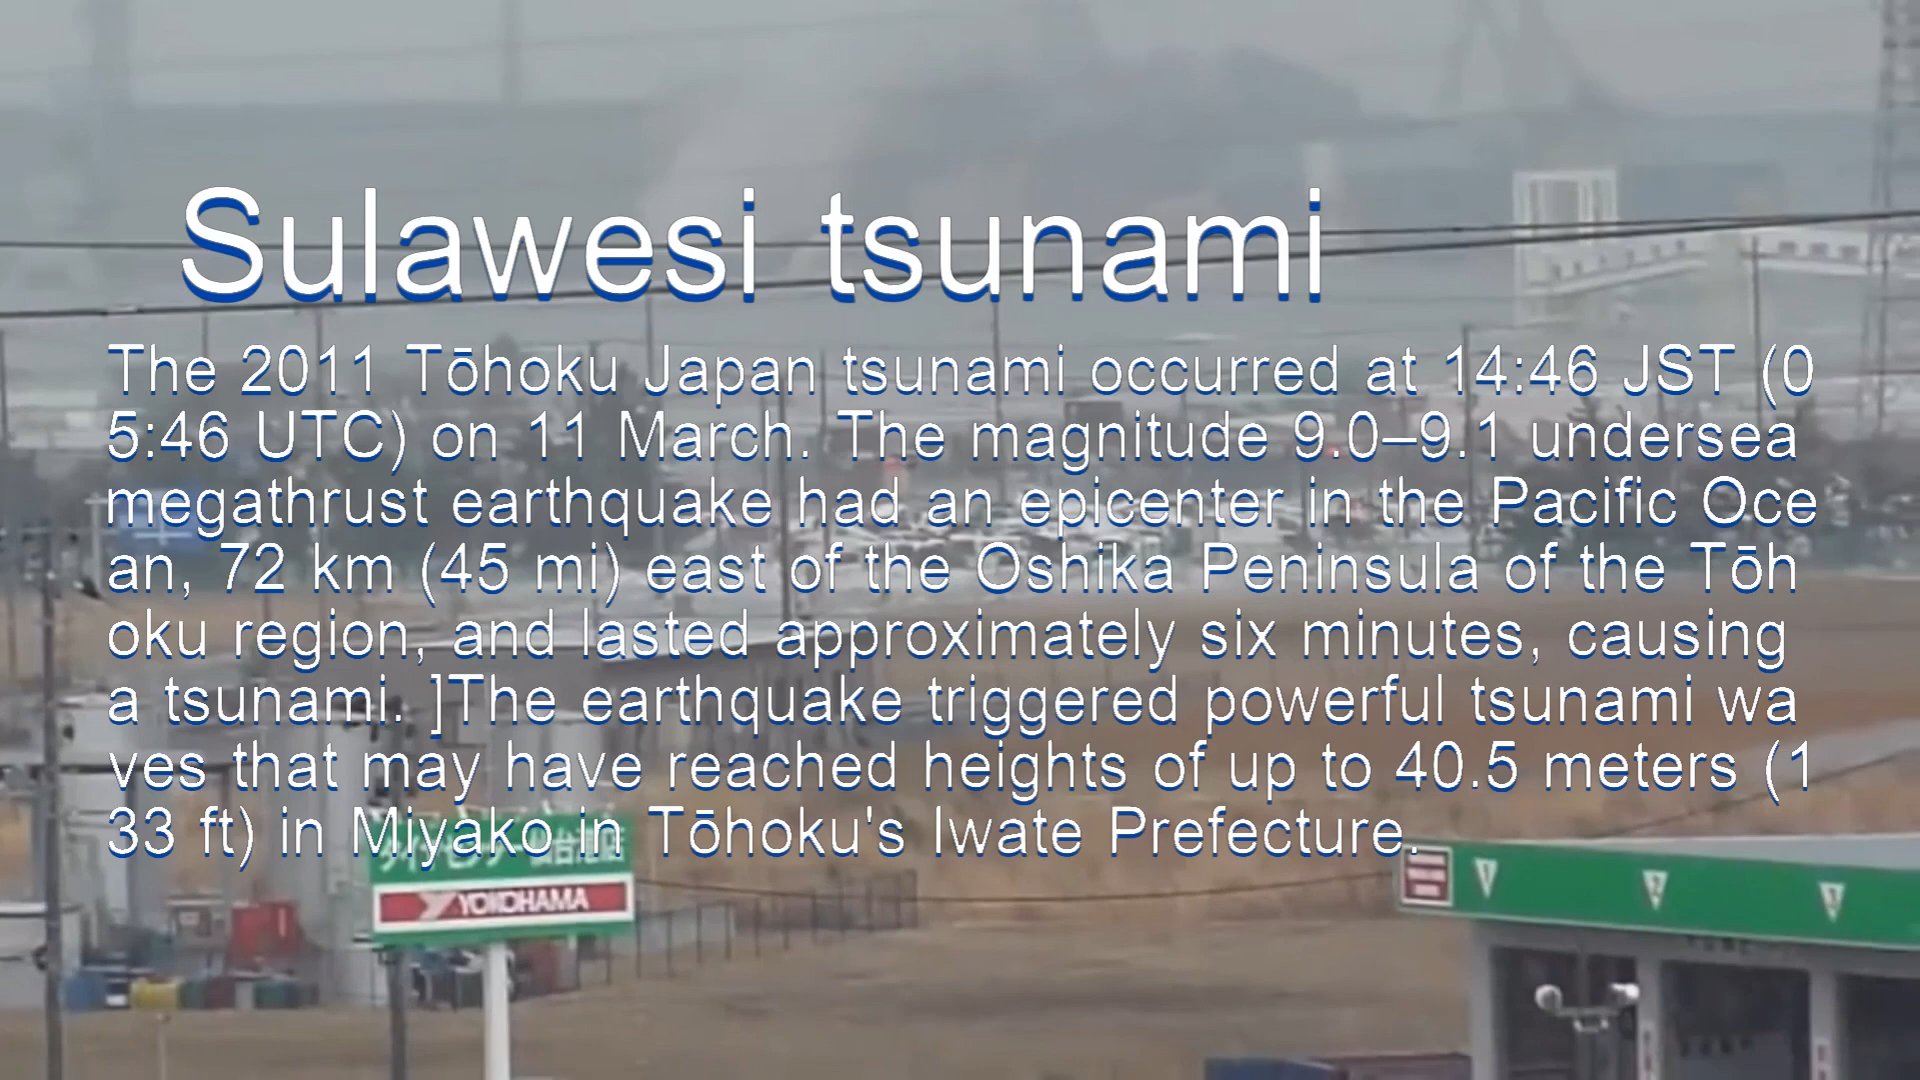 Sulawesi tsunami
The 2011 Tōhoku Japan tsunami occurred at 14:46 JST (0
5:46 UTC) on 11 March. The magnitude 9.0–9.1 undersea
megathrust earthquake had an epicenter in the Pacific Oce
an, 72 km (45 mi) east of the Oshika Peninsula of the Tōh
oku region, and lasted approximately six minutes, causing
a tsunami. ]The earthquake triggered powerful tsunami wa
ves that may have reached heights of up to 40.5 meters (1
33 ft) in Miyako in Tōhoku's Iwate Prefecture.
YOKOHAMA
1 2 3